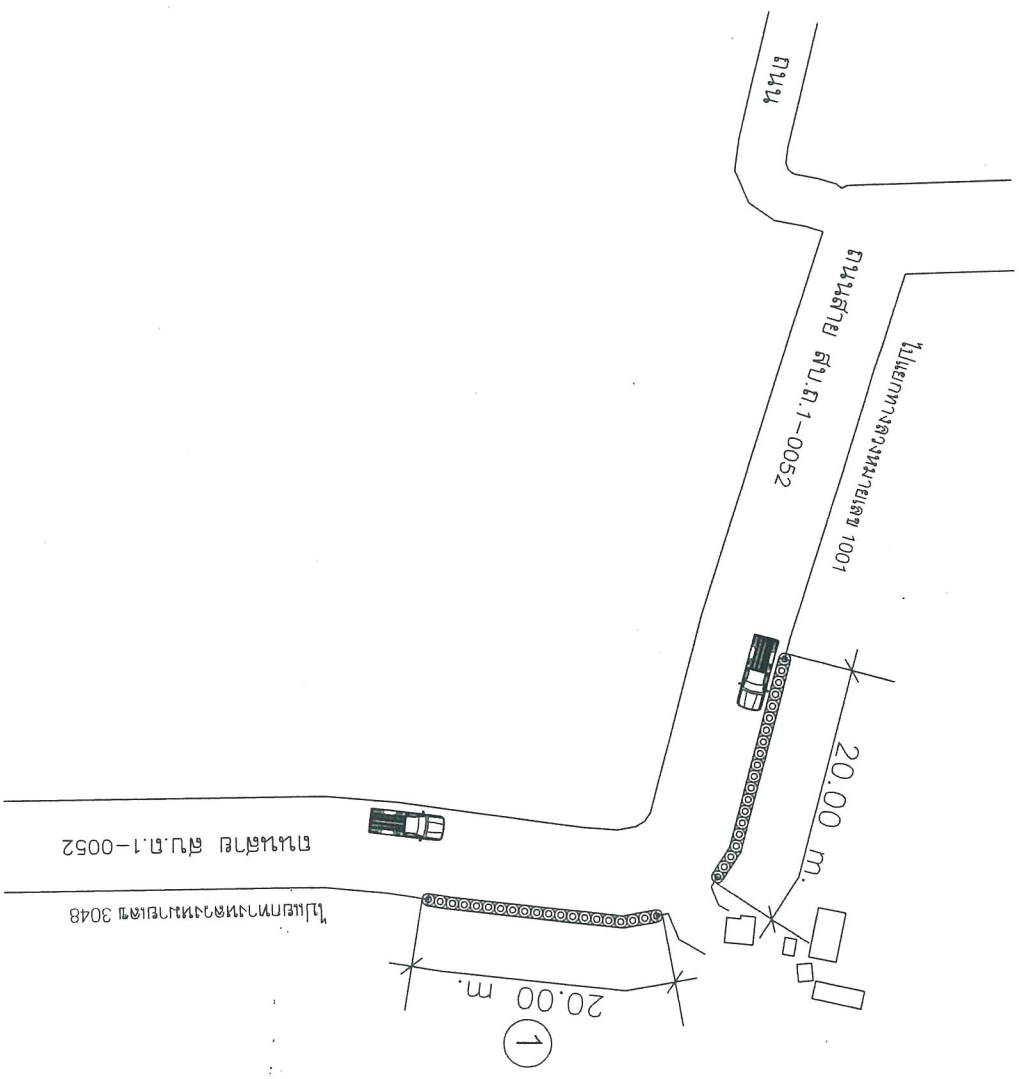 ถนน
ถนนสาย สบ.ถ.1-0052
ไปแยกทางหลวงหมายเลข 1001
20.00 m.
ถนนสาย สบ.ถ.1-0052
ไปแยกทางหลวงหมายเลข 3048
20.00 m.
1